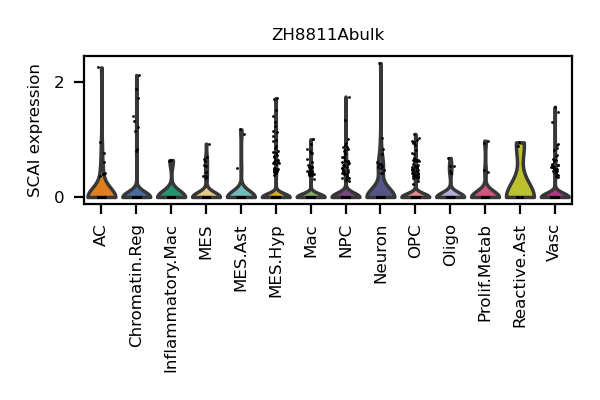 ZH8811Abulk
SCAI expression
2
0
AC
Chromatin.Reg
Inflammatory.Mac
MES
MES.Ast
MES.Hyp
Mac
NPC
Neuron
OPC
Oligo
Prolif.Metab
Reactive.Ast
Vasc